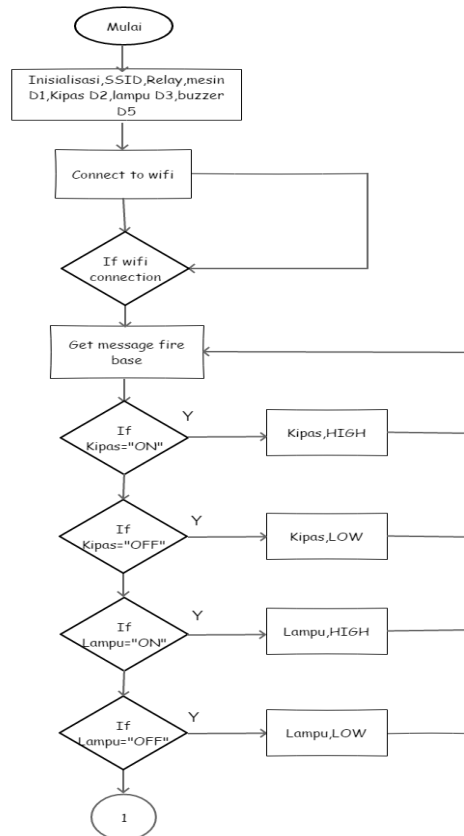 Mulai
Inisialisasi,SSID,Relay,mesin
D1,Kipas D2,lampu D3,buzzer
D5
Connect to wifi
If wifi
connection
Get message fire
base
If
Kipas="ON"
Y
Kipas,HIGH
If
Kipas="OFF"
Y
Kipas,LOW
If
Lampu="ON"
Y
Lampu,HIGH
If
Lampu="OFF"
Y
Lampu,LOW
1